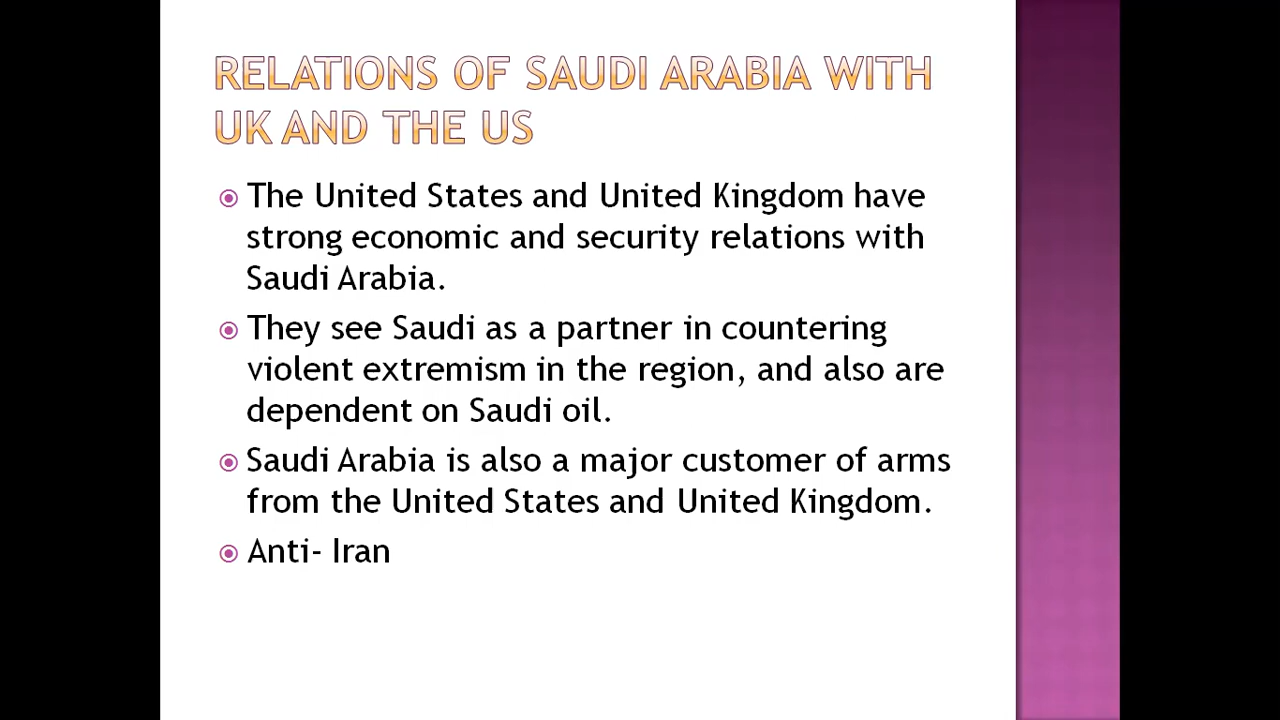 RELATIONS OF SAUDI ARABIA WITH
UK AND THE US
The United States and United Kingdom have
strong economic and security relations with
Saudi Arabia.
They see Saudi as a partner in countering
violent extremism in the region, and also are
dependent on Saudi oil.
Saudi Arabia is also a major customer of arms
from the United States and United Kingdom.
Anti- Iran